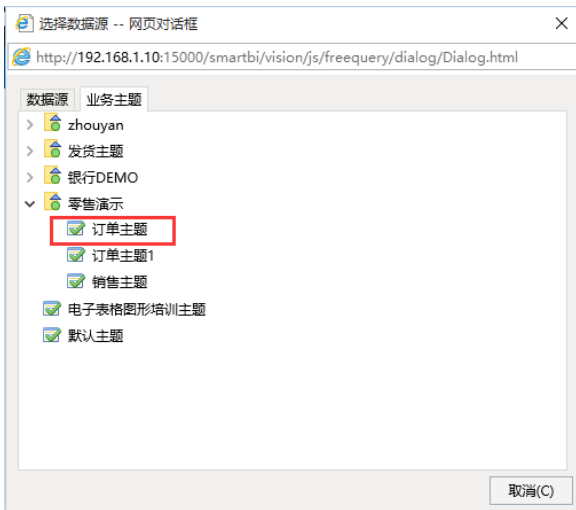 选择数据源 -- 网页对话框
http://192.168.1.10:15000/smartbi/vision/js/freequery/dialog/Dialog.html
数据源 业务主题
zhouyan
发货主题
银行DEMO
零售演示
订单主题
订单主题1
销售主题
电子表格图形培训主题
默认主题
取消(C)